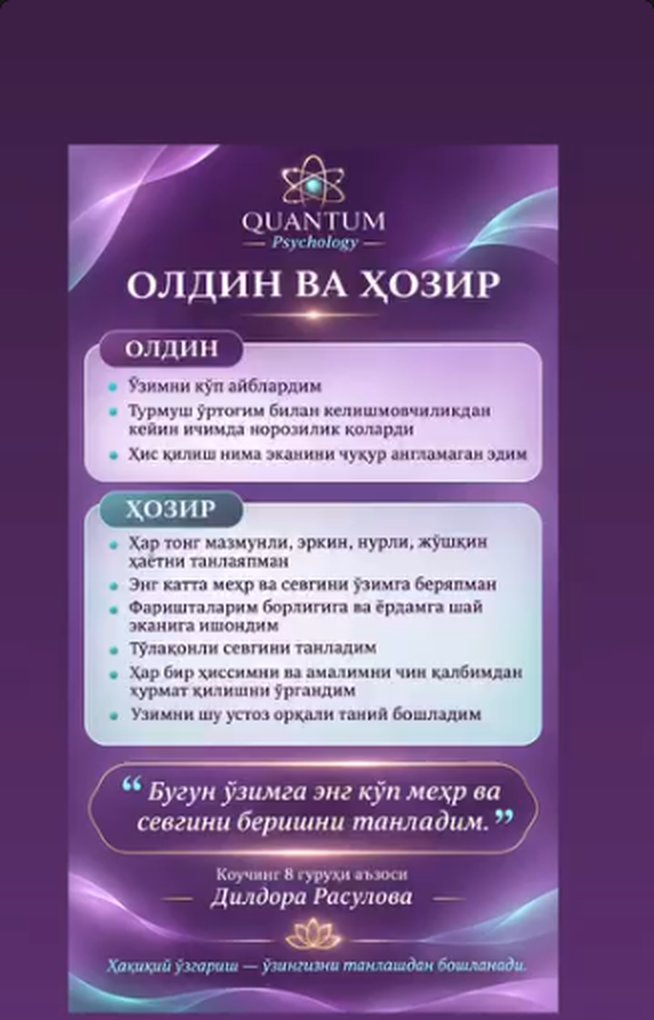 QUANTUM
Psychology
ОЛДИН ВА ҲОЗИР
ОЛДИН
Ўзимни кўп айблардим
Турмуш ўртоғим билан келишмовчиликдан
кейин ичимда норозилик қоларди
Ҳис қилиш нима эканини чуқур англамаган эдим
ҲОЗИР
Ҳар тонг мазмунли, эркин, нурли, жўшқин
ҳаётни танлаяпман
Энг катта меҳр ва севгини ўзимга беряпман
Фаришталарим борлигига ва ёрдамга шай
эканига ишондим
Тўлақонли севгини танладим
Ҳар бир ҳиссимни ва амалимни чин қалбимдан
ҳурмат қилишни ўргандим
Узимни шу устоз орқали таний бошладим
“ Бугун ўзимга энг кўп меҳр ва
севгини беришни танладим. ”
Коучинг 8 гуруҳи аъзоси
Дилдора Расулова
Ҳақиқий ўзгариш — ўзингизни танлашдан бошланади.